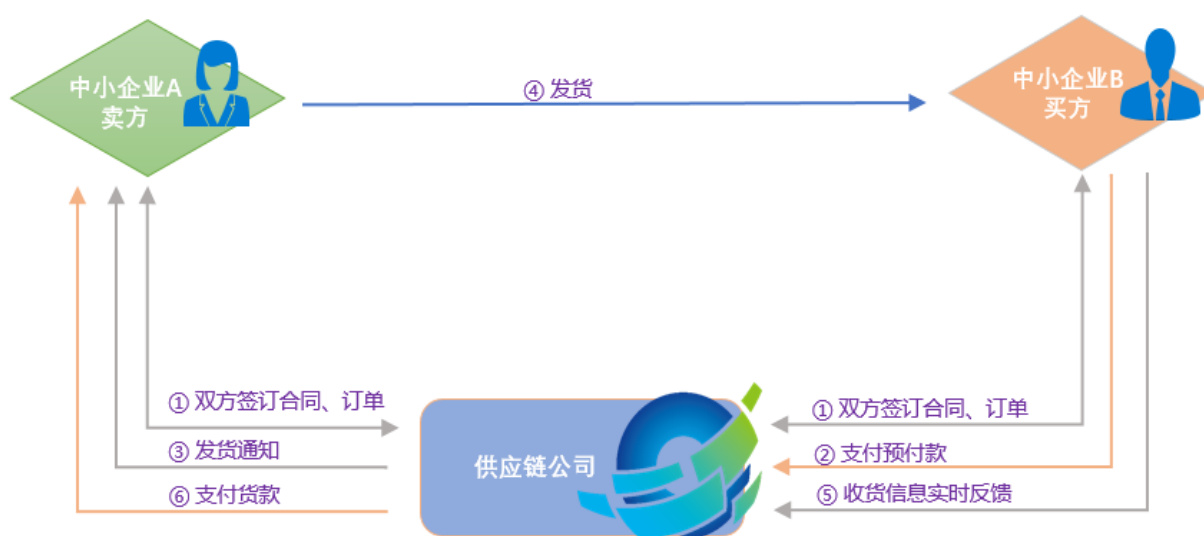 中小企业A
卖方
④ 发货
中小企业B
买方
① 双方签订合同、订单
③ 发货通知
⑥ 支付货款
供应链公司
① 双方签订合同、订单
② 支付预付款
⑤ 收货信息实时反馈